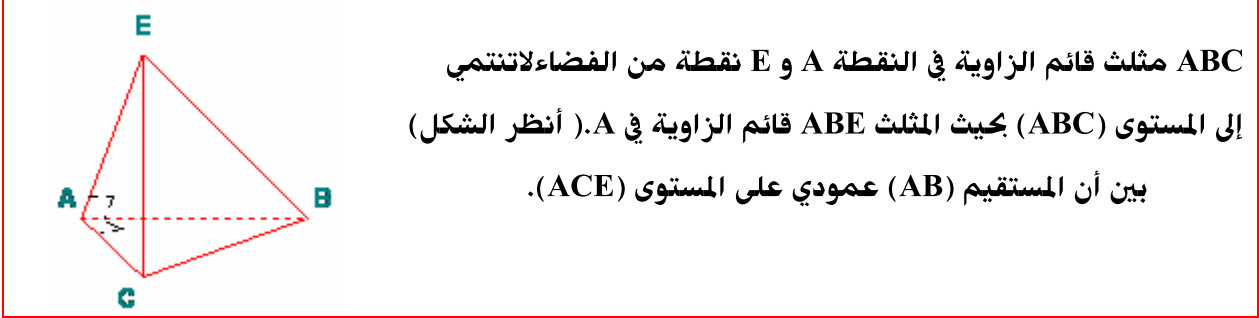 E
ABC مثلث قائم الزاوية في النقطة A و E نقطة من الفضاءلاتنتمي
إلى المستوى (ABC) بحيث المثلث ABE قائم الزاوية في A.( أنظر الشكل)
بين أن المستقيم (AB) عمودي على المستوى (ACE).
A
B
C